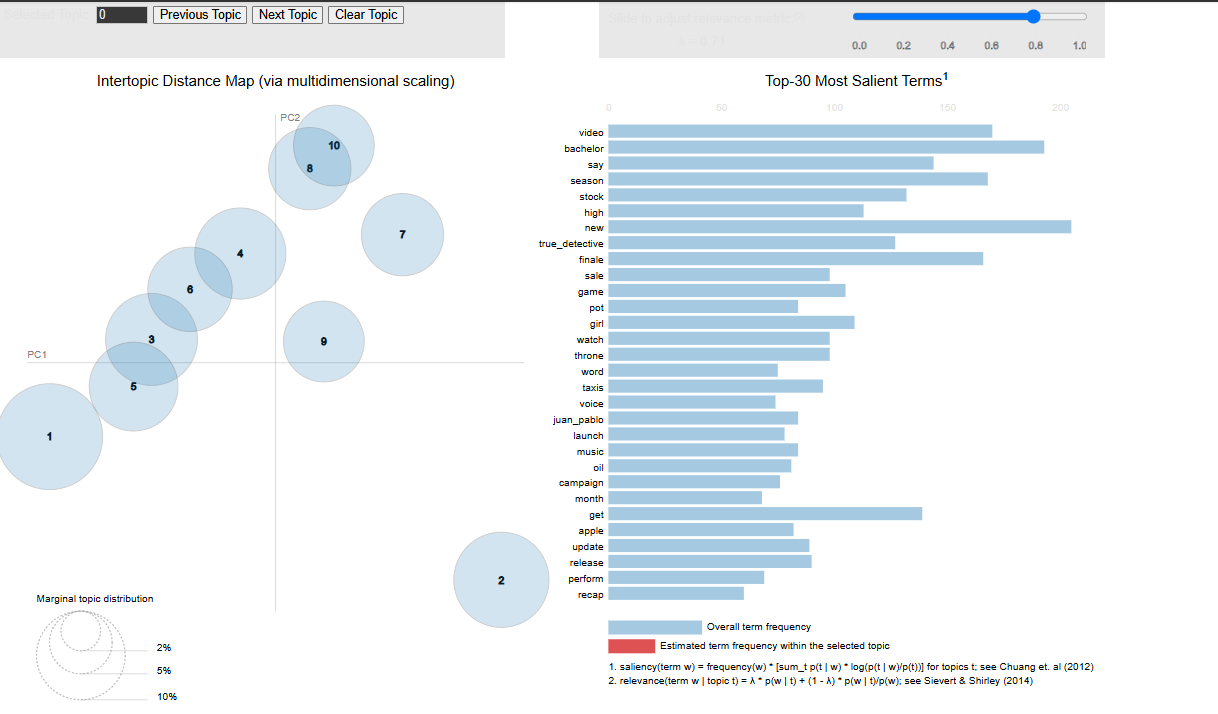 Selected Topic: 0 Previous Topic Next Topic Clear Topic
Slide to adjust relevance metric:(2)
0.0 0.2 0.4 0.6 0.8 1.0
Intertopic Distance Map (via multidimensional scaling)
PC2
PC1
10
8
7
4
6
9
3
5
1
2
Marginal topic distribution
2%
5%
10%
Top-30 Most Salient Terms1
0 50 100 150 200
video
bachelor
say
season
stock
high
new
true_detective
finale
sale
game
pot
girl
watch
throne
word
taxis
voice
juan_pablo
launch
music
oil
campaign
month
get
apple
update
release
perform
recap
Overall term frequency
Estimated term frequency within the selected topic
1. saliency(term w) = frequency(w) * [sum_t p(t | w) * log(p(t | w)/p(t))] for topics t; see Chuang et. al (2012)
2. relevance(term w | topic t) = λ * p(w | t) + (1 - λ) * p(w | t)/p(w); see Sievert & Shirley (2014)